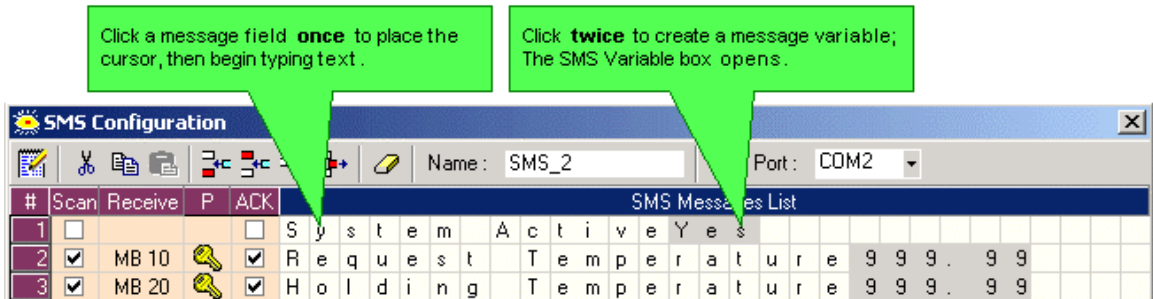 Click a message field once to place the
cursor, then begin typing text.
Click twice to create a message variable;
The SMS Variable box opens.
SMS Configuration
Name: SMS_2 Port: COM2
# Scan Receive P ACK SMS Messages List
1 System ActiveYes
2 MB 10 Request Temperature 999.99
3 MB 20 Holding Temperature 999.99